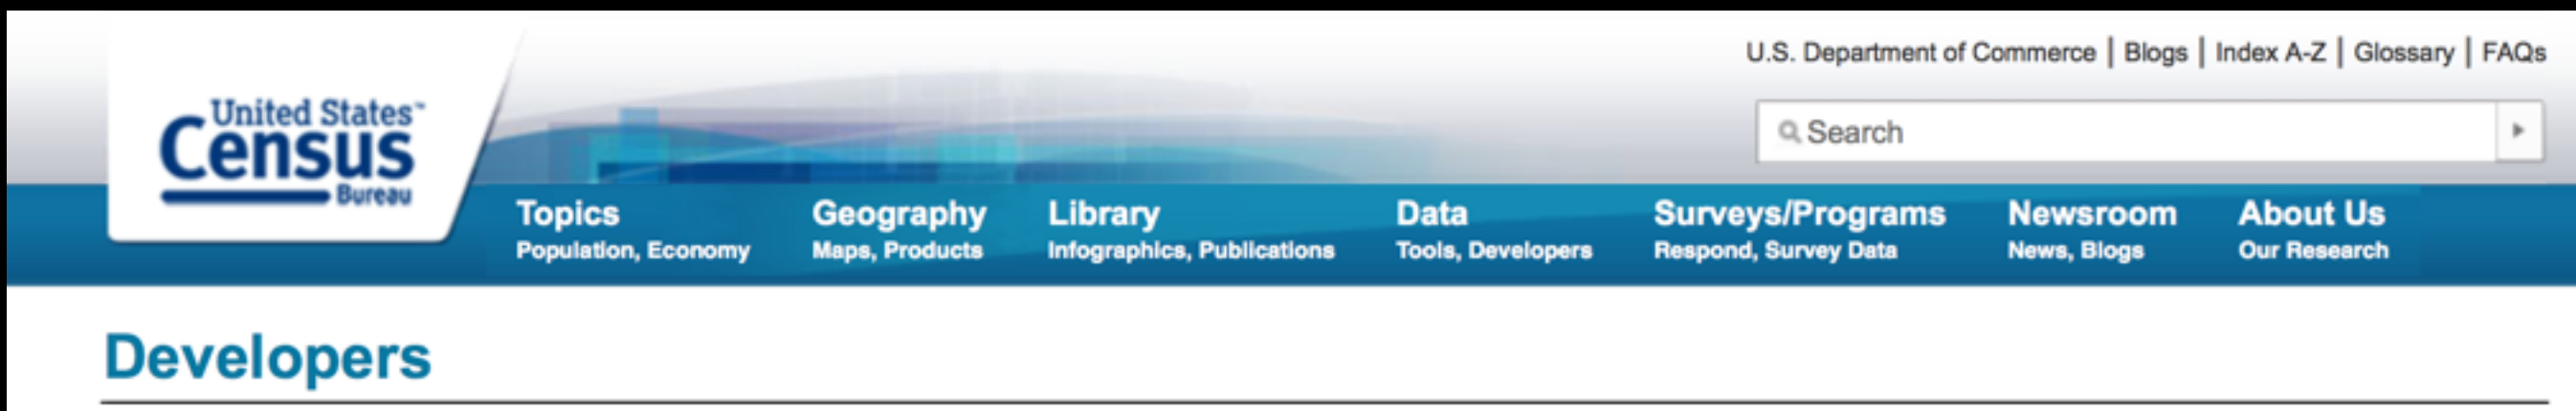 U.S. Department of Commerce | Blogs | Index A-Z | Glossary | FAQs
United States™
Census
Bureau
Search
Topics Geography Library Data Surveys/Programs Newsroom About Us
Population, Economy Maps, Products Infographics, Publications Tools, Developers Respond, Survey Data News, Blogs Our Research
Developers